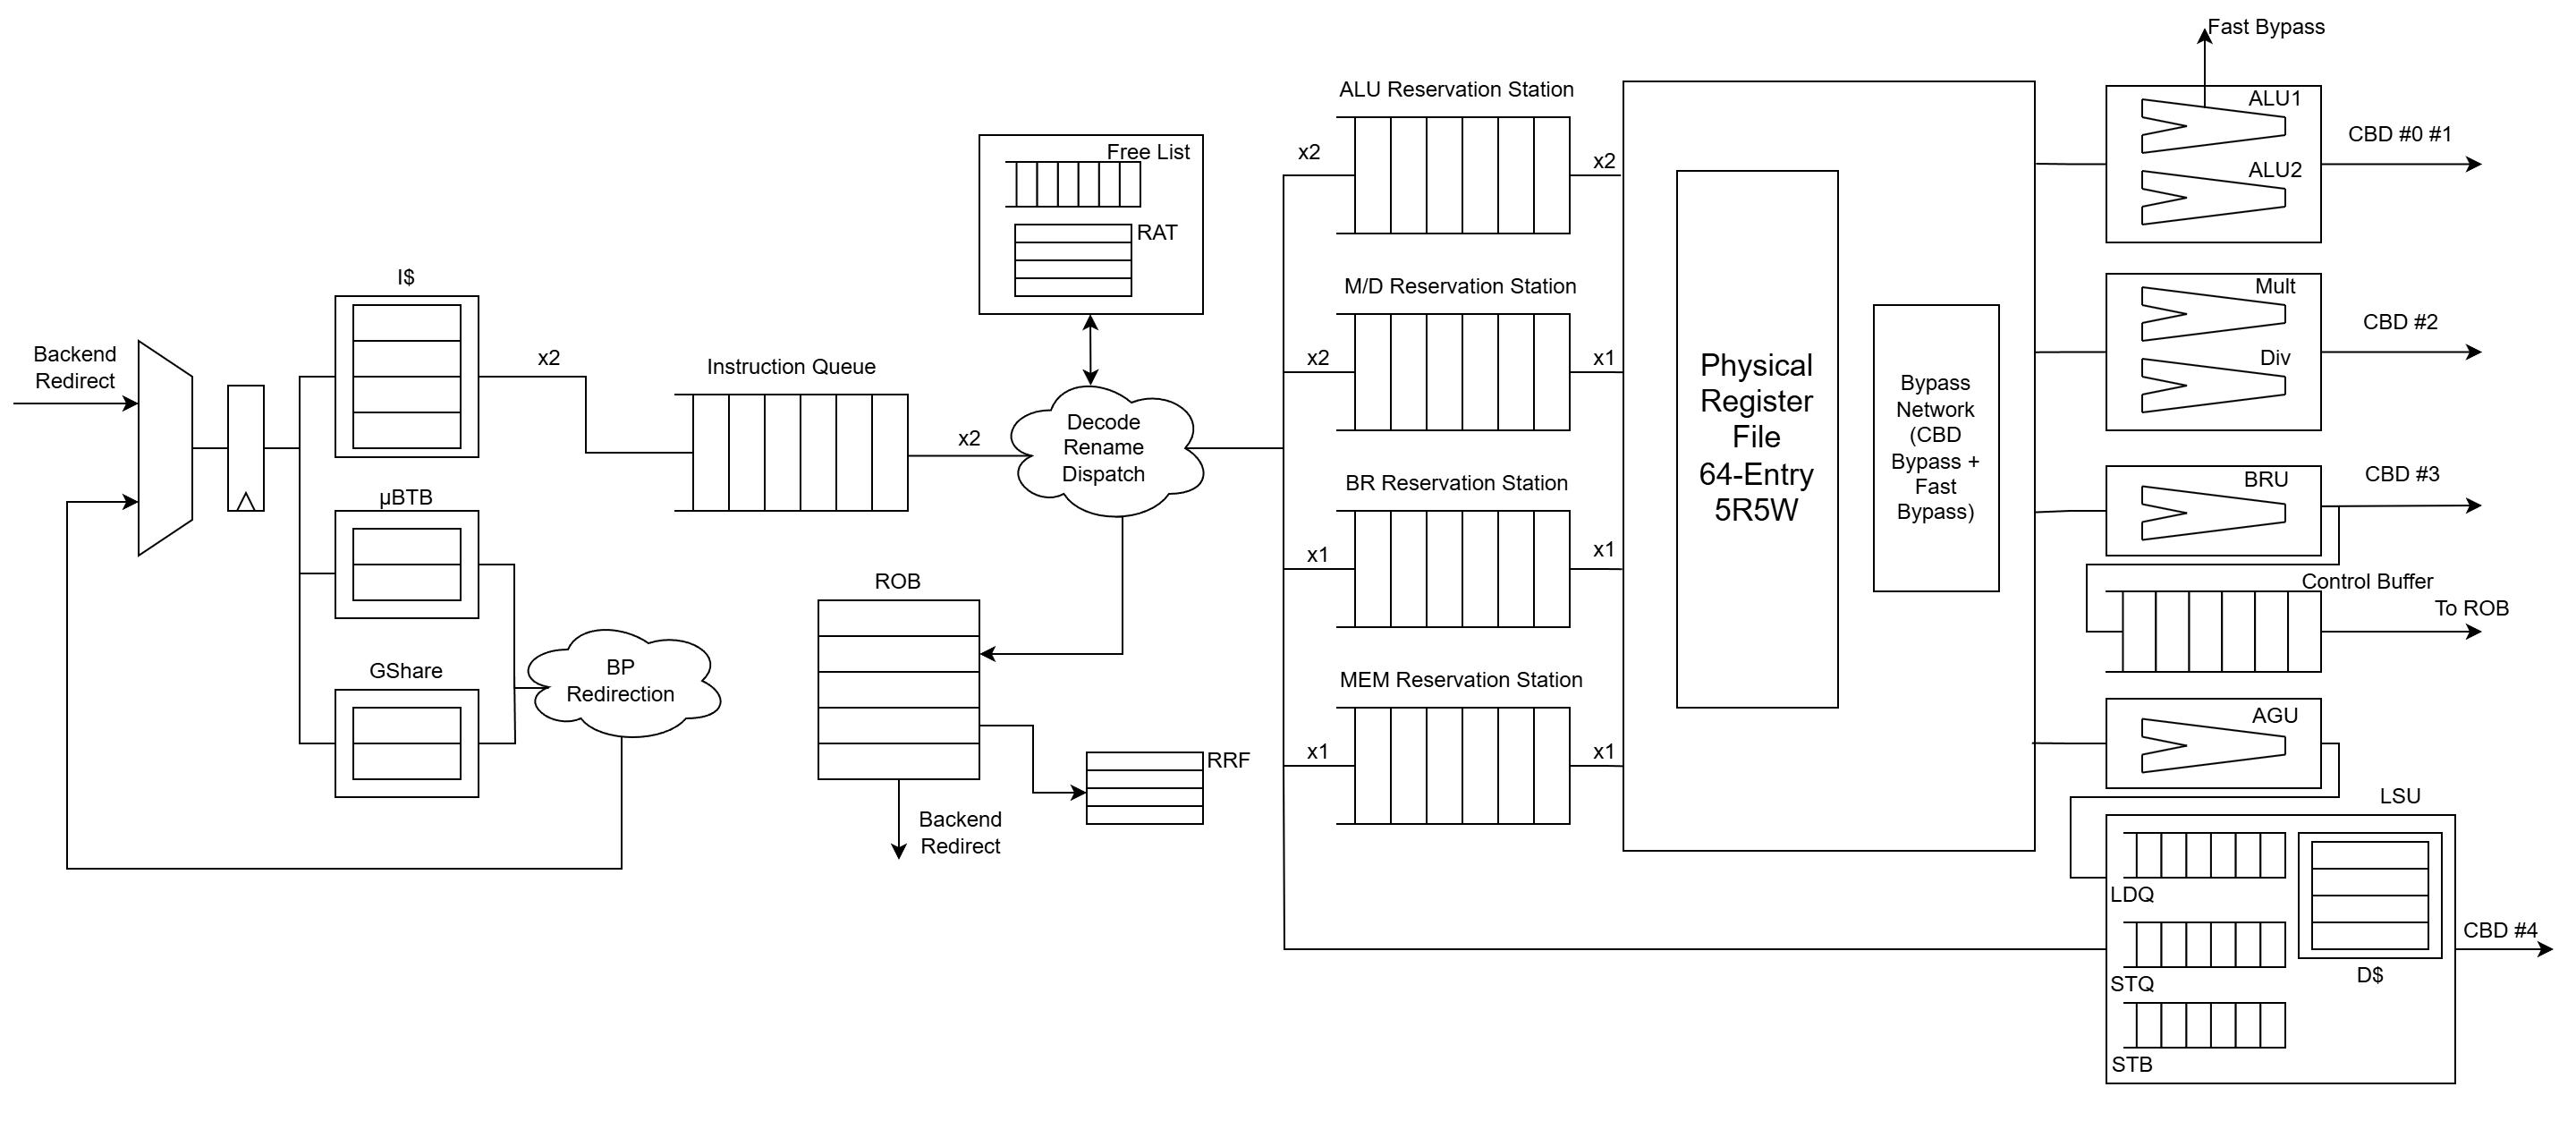 Fast Bypass
ALU Reservation Station
ALU1
CBD #0 #1
x2
x2
ALU2
Free List
RAT
I$
M/D Reservation Station
Mult
CBD #2
Backend
Redirect
x2
Instruction Queue
x2
x1
Div
Physical
Register
File
64-Entry
5R5W
Bypass
Network
(CBD
Bypass +
Fast
Bypass)
Decode
Rename
Dispatch
x2
µBTB
BR Reservation Station
BRU
CBD #3
x1
x1
Control Buffer
To ROB
ROB
GShare
BP
Redirection
MEM Reservation Station
AGU
x1
x1
RRF
Backend
Redirect
LSU
LDQ
CBD #4
STQ
D$
STB